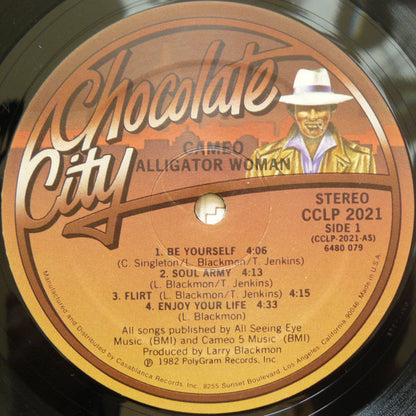 Chocolate
City
CAMEO
ALLIGATOR WOMAN
STEREO
CCLP 2021
SIDE 1
(CCLP-2021-AS)
6480 079
1. BE YOURSELF 4:06
(C. Singleton/L. Blackmon/T. Jenkins)
2. SOUL ARMY 4:13
(L. Blackmon/T. Jenkins)
3. FLIRT (L. Blackmon/T. Jenkins) 4:15
4. ENJOY YOUR LIFE 4:33
(L. Blackmon)
All songs published by All Seeing Eye
Music (BMI) and Cameo 5 Music (BMI)
Produced by Larry Blackmon
℗ 1982 PolyGram Records, Inc.
Manufactured and Distributed by Casablanca Records, Inc. 8255 Sunset Boulevard, Los Angeles, California 90046. Made in U.S.A.